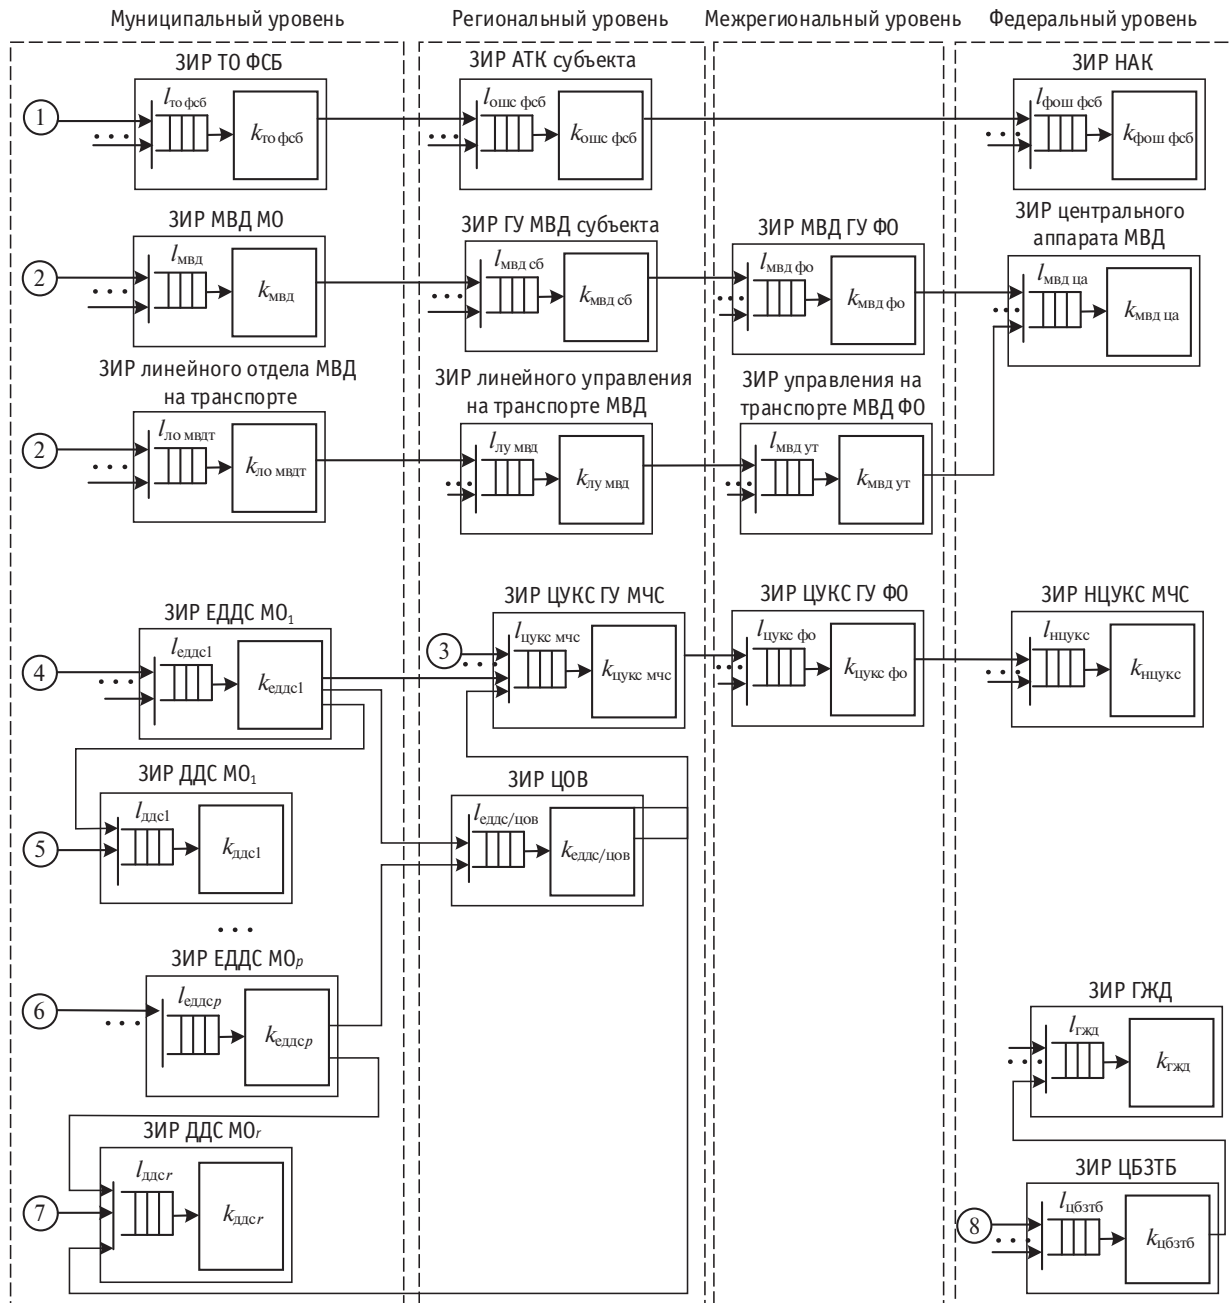 Муниципальный уровень
Региональный уровень
Межрегиональный уровень
Федеральный уровень
ЗИР ТО ФСБ
ЗИР АТК субъекта
ЗИР НАК
1
l то фсб
k то фсб
l ошс фсб
k ошс фсб
l фош фсб
k фош фсб
ЗИР МВД МО
ЗИР ГУ МВД субъекта
ЗИР МВД ГУ ФО
ЗИР центрального
аппарата МВД
2
l мвд
k мвд
l мвд сб
k мвд сб
l мвд фо
k мвд фо
l мвд ца
k мвд ца
ЗИР линейного отдела МВД
на транспорте
ЗИР линейного управления
на транспорте МВД
ЗИР управления на
транспорте МВД ФО
2
l ло мвдт
k ло мвдт
l лу мвд
k лу мвд
l мвд ут
k мвд ут
ЗИР ЕДДС МО1
ЗИР ЦУКС ГУ МЧС
ЗИР ЦУКС ГУ ФО
ЗИР НЦУКС МЧС
4
l еддс1
k еддс1
3
l цукс мчс
k цукс мчс
l цукс фо
k цукс фо
l нцукс
k нцукс
ЗИР ДДС МО1
ЗИР ЦОВ
5
l ддс1
k ддс1
l еддс/цов
k еддс/цов
...
ЗИР ЕДДС МОp
6
l еддсp
k еддсp
ЗИР ГЖД
l гжд
k гжд
ЗИР ДДС МОr
7
l ддсr
k ддсr
ЗИР ЦБЗТБ
8
l цбзтб
k цбзтб